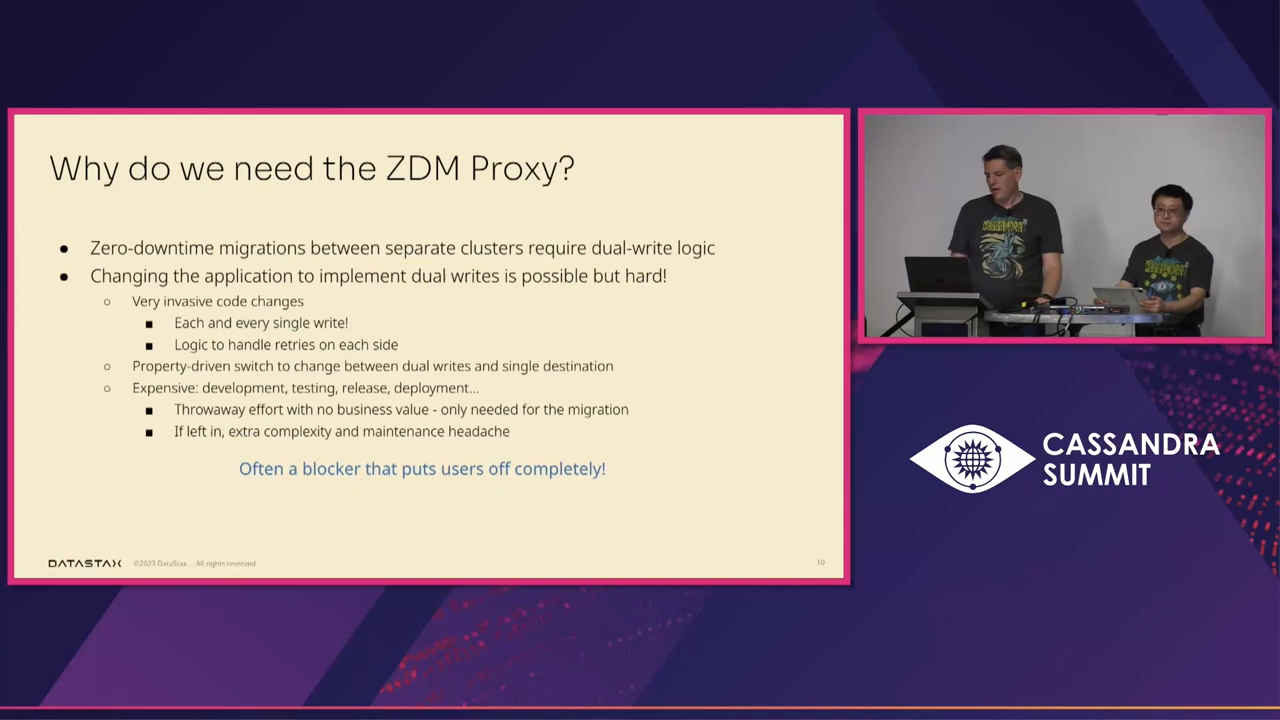 Why do we need the ZDM Proxy?
● Zero-downtime migrations between separate clusters require dual-write logic
● Changing the application to implement dual writes is possible but hard!
○ Very invasive code changes
■ Each and every single write!
■ Logic to handle retries on each side
○ Property-driven switch to change between dual writes and single destination
○ Expensive: development, testing, release, deployment...
■ Throwaway effort with no business value - only needed for the migration
■ If left in, extra complexity and maintenance headache
Often a blocker that puts users off completely!
DATASTAX ©2023 DataStax. . All rights reserved
10
CASSANDRA
CASSANDRA
CASSANDRA
SUMMIT